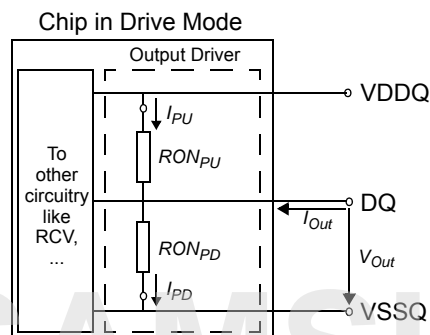 Chip in Drive Mode
Output Driver
VDDQ
I_PU
To
other
circuitry
like
RCV,
...
RON_PU
DQ
I_Out
RON_PD
V_Out
I_PD
VSSQ